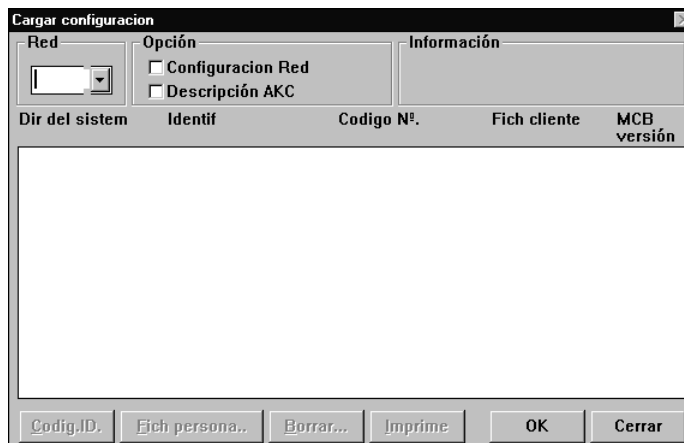 Cargar configuracion
Red Opción Información
Configuracion Red
Descripción AKC
Dir del sistem Identif Codigo Nº. Fich cliente MCB versión
Codig.ID. Fich persona.. Borrar... Imprime OK Cerrar